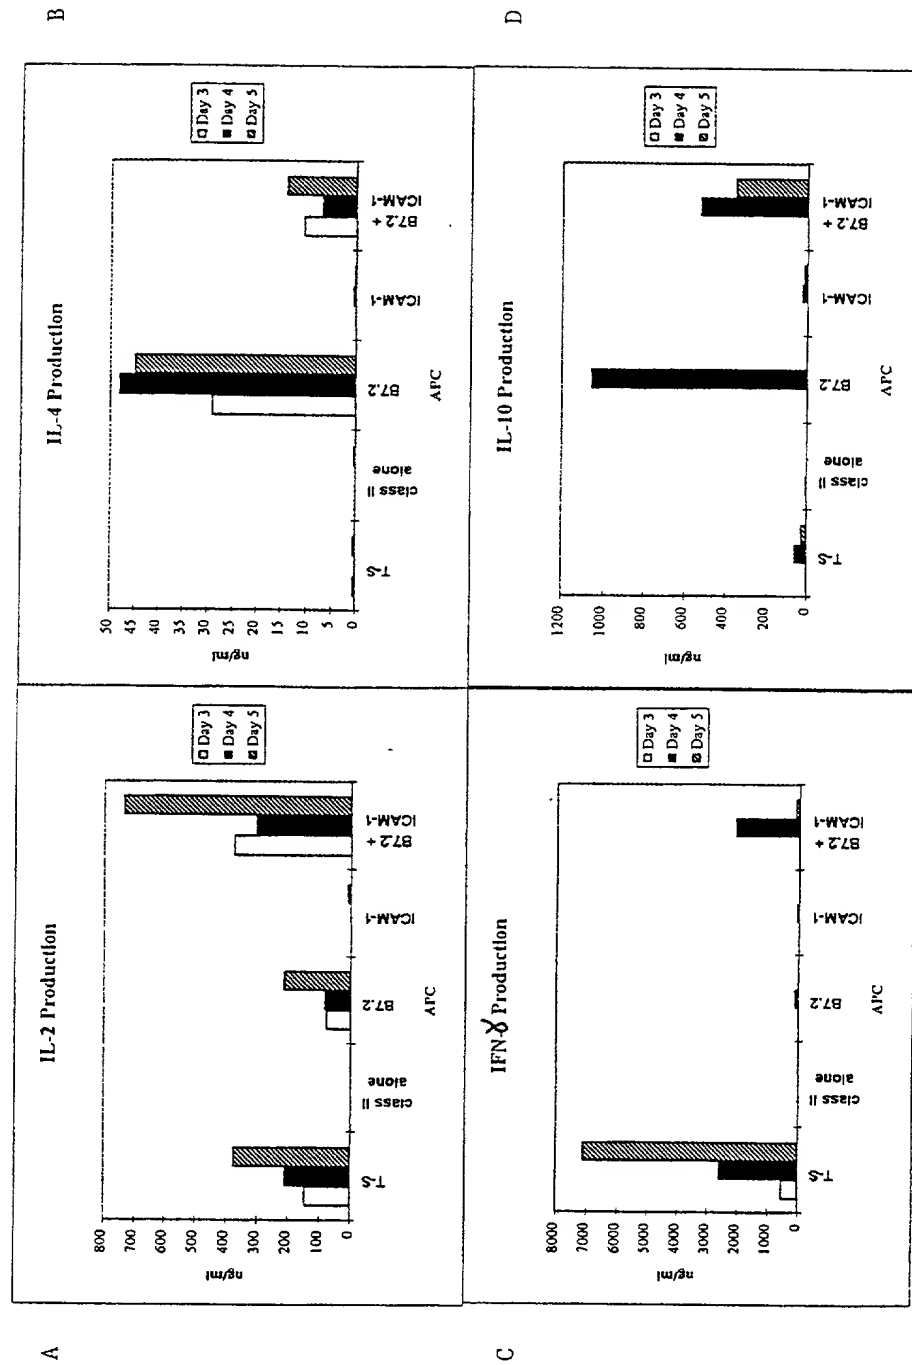 A
IL-2 Production
800
700
600
500
400
300
200
100
0
ng/ml
T-S
class II
alone
B7.2
ICAM-1
B7.2 +
ICAM-1
APC
Day 3
Day 4
Day 5
B
IL-4 Production
50
45
40
35
30
25
20
15
10
5
0
ng/ml
T-S
class II
alone
B7.2
ICAM-1
B7.2 +
ICAM-1
APC
Day 3
Day 4
Day 5
C
IFN-γ Production
8000
7000
6000
5000
4000
3000
2000
1000
0
ng/ml
T-S
class II
alone
B7.2
ICAM-1
B7.2 +
ICAM-1
APC
Day 3
Day 4
Day 5
D
IL-10 Production
1200
1000
800
600
400
200
0
ng/ml
T-S
class II
alone
B7.2
ICAM-1
B7.2 +
ICAM-1
APC
Day 3
Day 4
Day 5